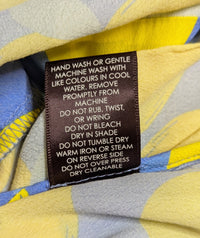 HAND WASH OR GENTLE
MACHINE WASH WITH
LIKE COLOURS IN COOL
WATER, REMOVE
PROMPTLY FROM
MACHINE
DO NOT RUB, TWIST,
OR WRING
DO NOT BLEACH
DRY IN SHADE
DO NOT TUMBLE DRY
WARM IRON OR STEAM
ON REVERSE SIDE
DO NOT OVER PRESS
DRY CLEANABLE